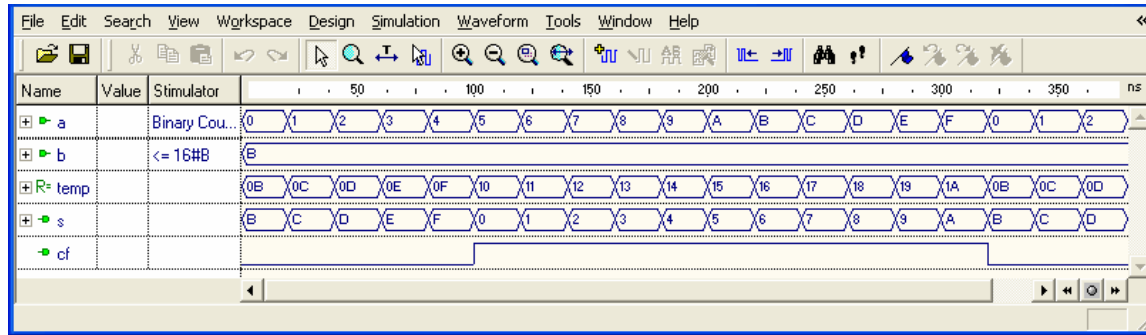 File Edit Search View Workspace Design Simulation Waveform Tools Window Help
Name Value Stimulator 50 100 150 200 250 300 350 ns
a Binary Cou... 0 1 2 3 4 5 6 7 8 9 A B C D E F 0 1 2
b <= 16#B B
R= temp 0B 0C 0D 0E 0F 10 11 12 13 14 15 16 17 18 19 1A 0B 0C 0D
s B C D E F 0 1 2 3 4 5 6 7 8 9 A B C D
cf